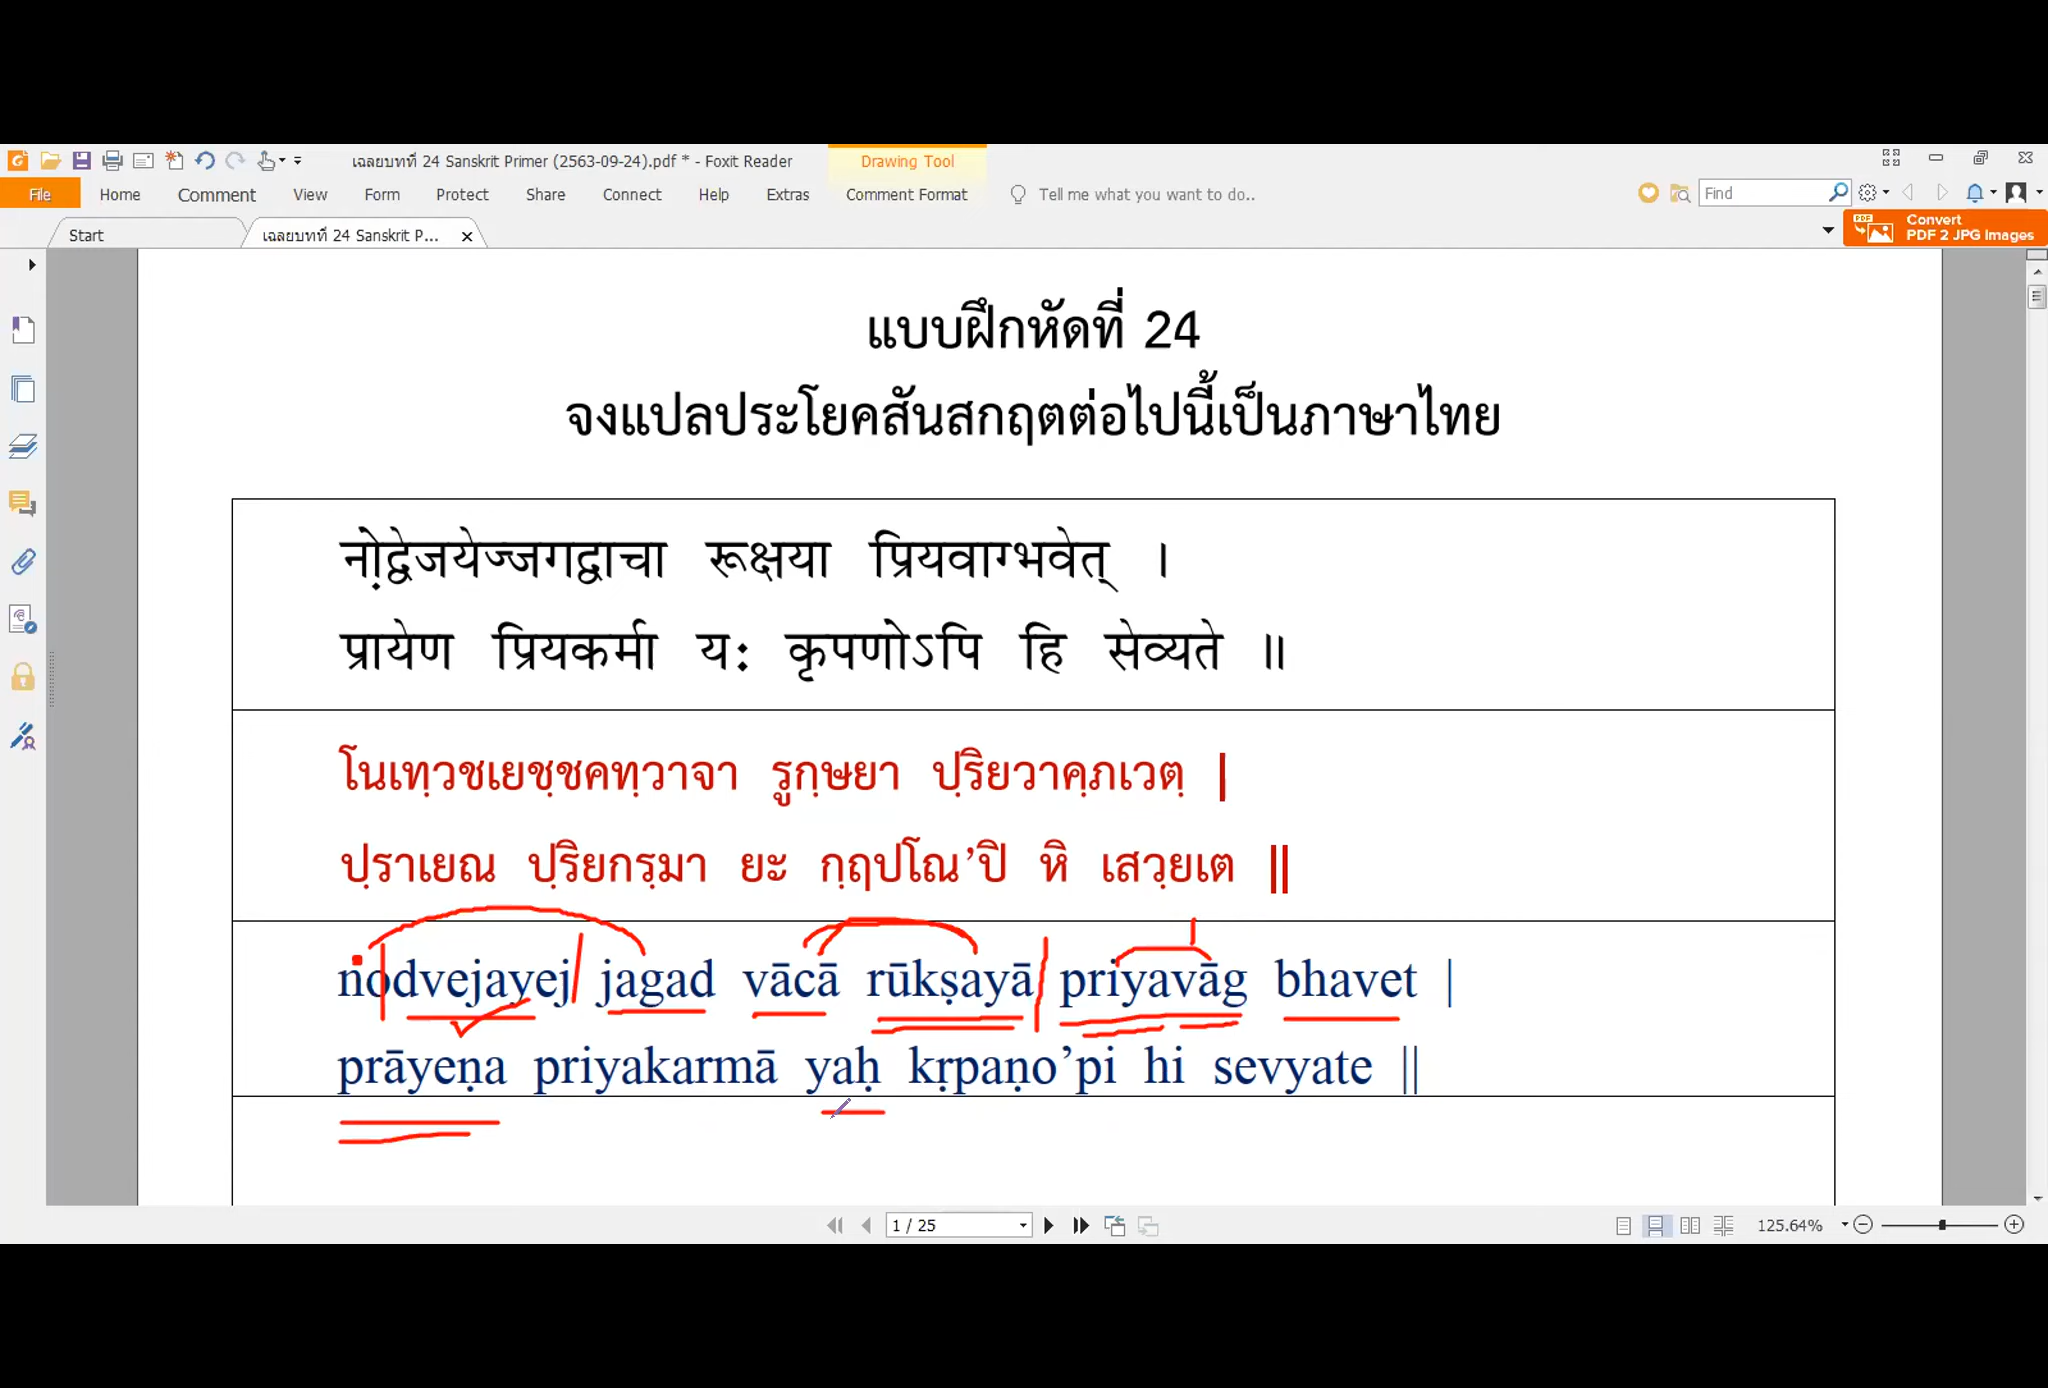 เฉลยบทที่ 24 Sanskrit Primer (2563-09-24).pdf * - Foxit Reader
Drawing Tool
File Home Comment View Form Protect Share Connect Help Extras Comment Format Tell me what you want to do.. Find
Start
เฉลยบทที่ 24 Sanskrit P...
Convert
PDF 2 JPG Images
แบบฝึกหัดที่ 24
จงแปลประโยคสันสกฤตต่อไปนี้เป็นภาษาไทย
नोद्वेजयेज्जगद्वाचा रूक्षया प्रियवाग्भवेत् ।
प्रायेण प्रियकर्मा यः कृपणोऽपि हि सेव्यते ॥
โนเทฺวชเยชฺชคทฺวาจา รูกฺษยา ปฺริยวาคฺภเวตฺ |
ปฺราเยณ ปฺริยกรฺมา ยะ กฺฤปโณ’ปิ หิ เสวฺยเต ||
nodvejayej jagad vācā rūkṣayā priyavāg bhavet |
prāyeṇa priyakarmā yaḥ kṛpaṇo’pi hi sevyate ||
1 / 25
125.64%